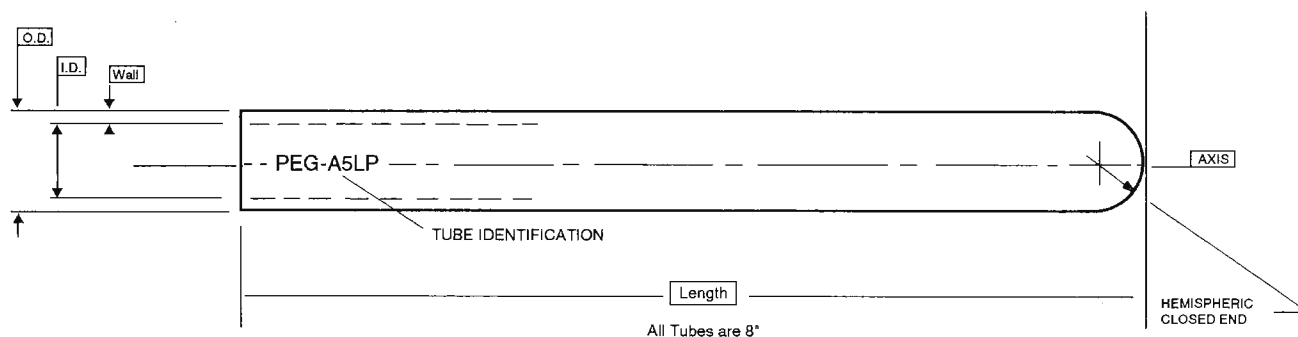 O.D.
I.D.
Wall
PEG-A5LP
AXIS
TUBE IDENTIFICATION
Length
HEMISPHERIC
CLOSED END
All Tubes are 8"